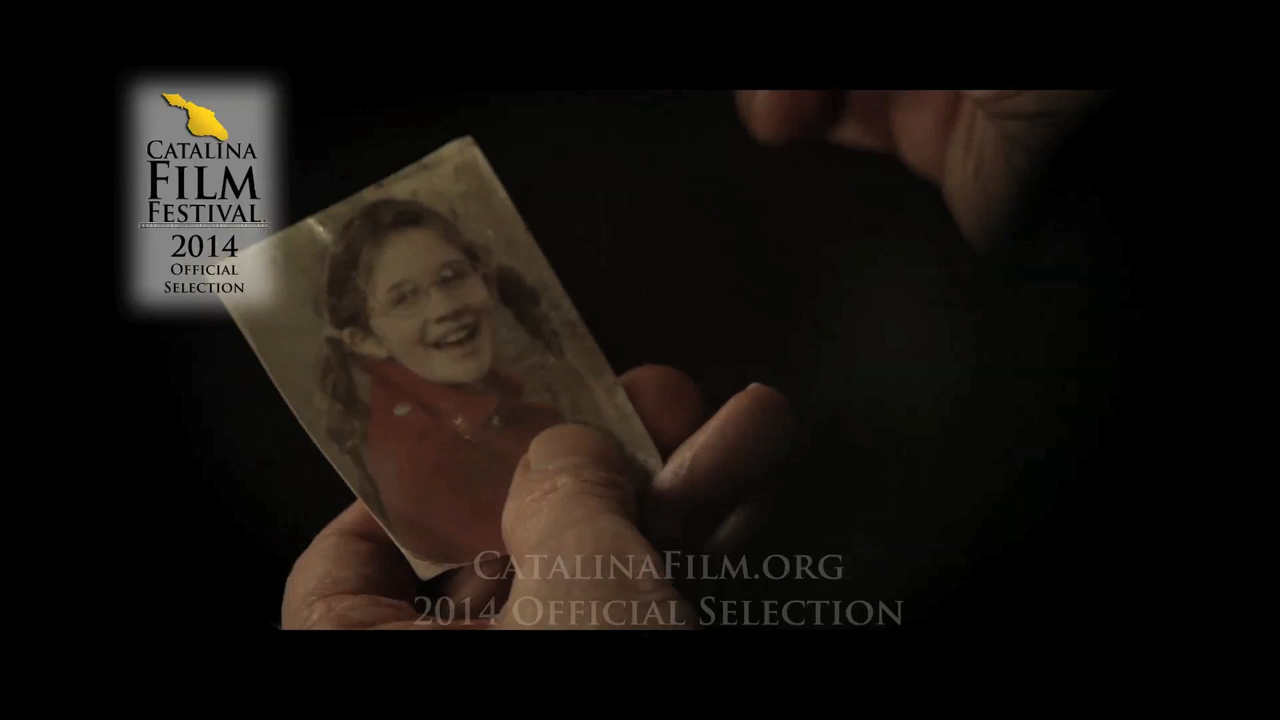 CATALINA
FILM
FESTIVAL.
2014
OFFICIAL
SELECTION
CATALINAFILM.ORG
2014 OFFICIAL SELECTION